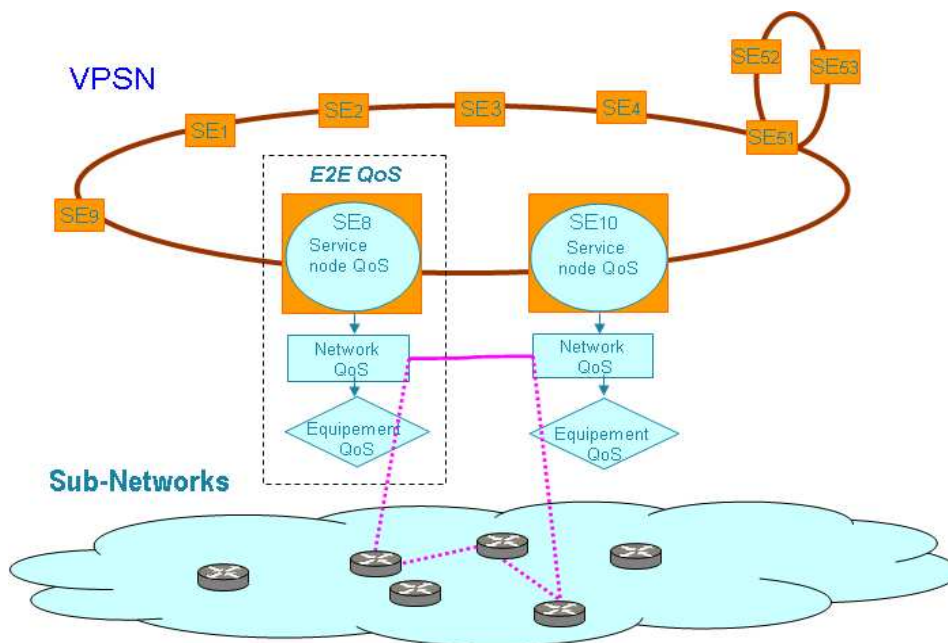 VPSN
SE1
SE2
SE3
SE4
SE52
SE53
SE51
SE9
E2E QoS
SE8
Service
node QoS
SE10
Service
node QoS
Network
QoS
Network
QoS
Equipement
QoS
Equipement
QoS
Sub-Networks